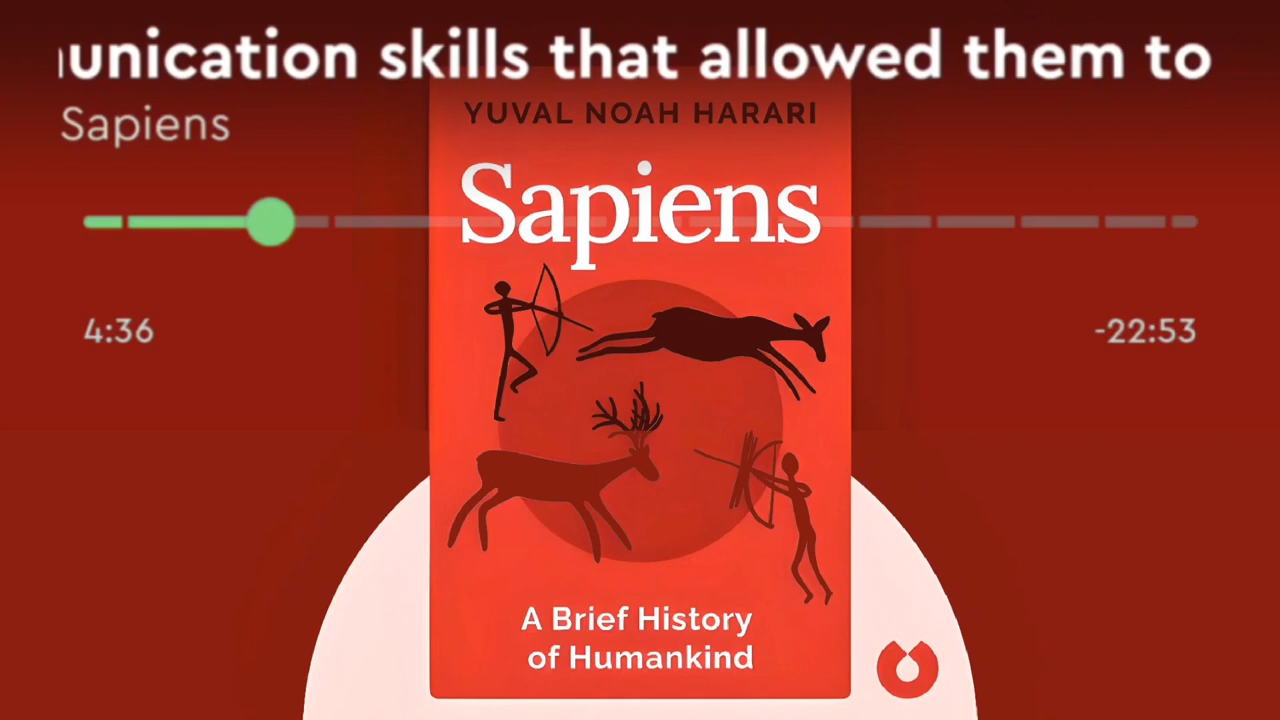 unication skills that allowed them to
Sapiens
YUVAL NOAH HARARI
Sapiens
4:36
-22:53
A Brief History
of Humankind